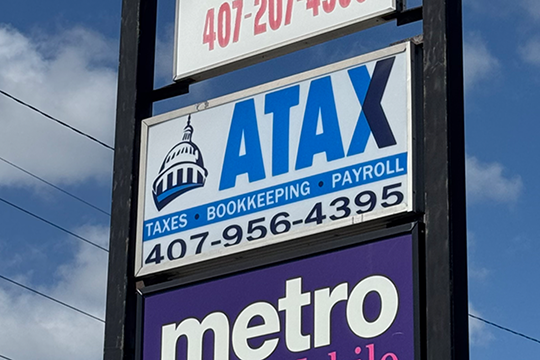 ATAX
TAXES • BOOKKEEPING • PAYROLL
407-956-4395
metro